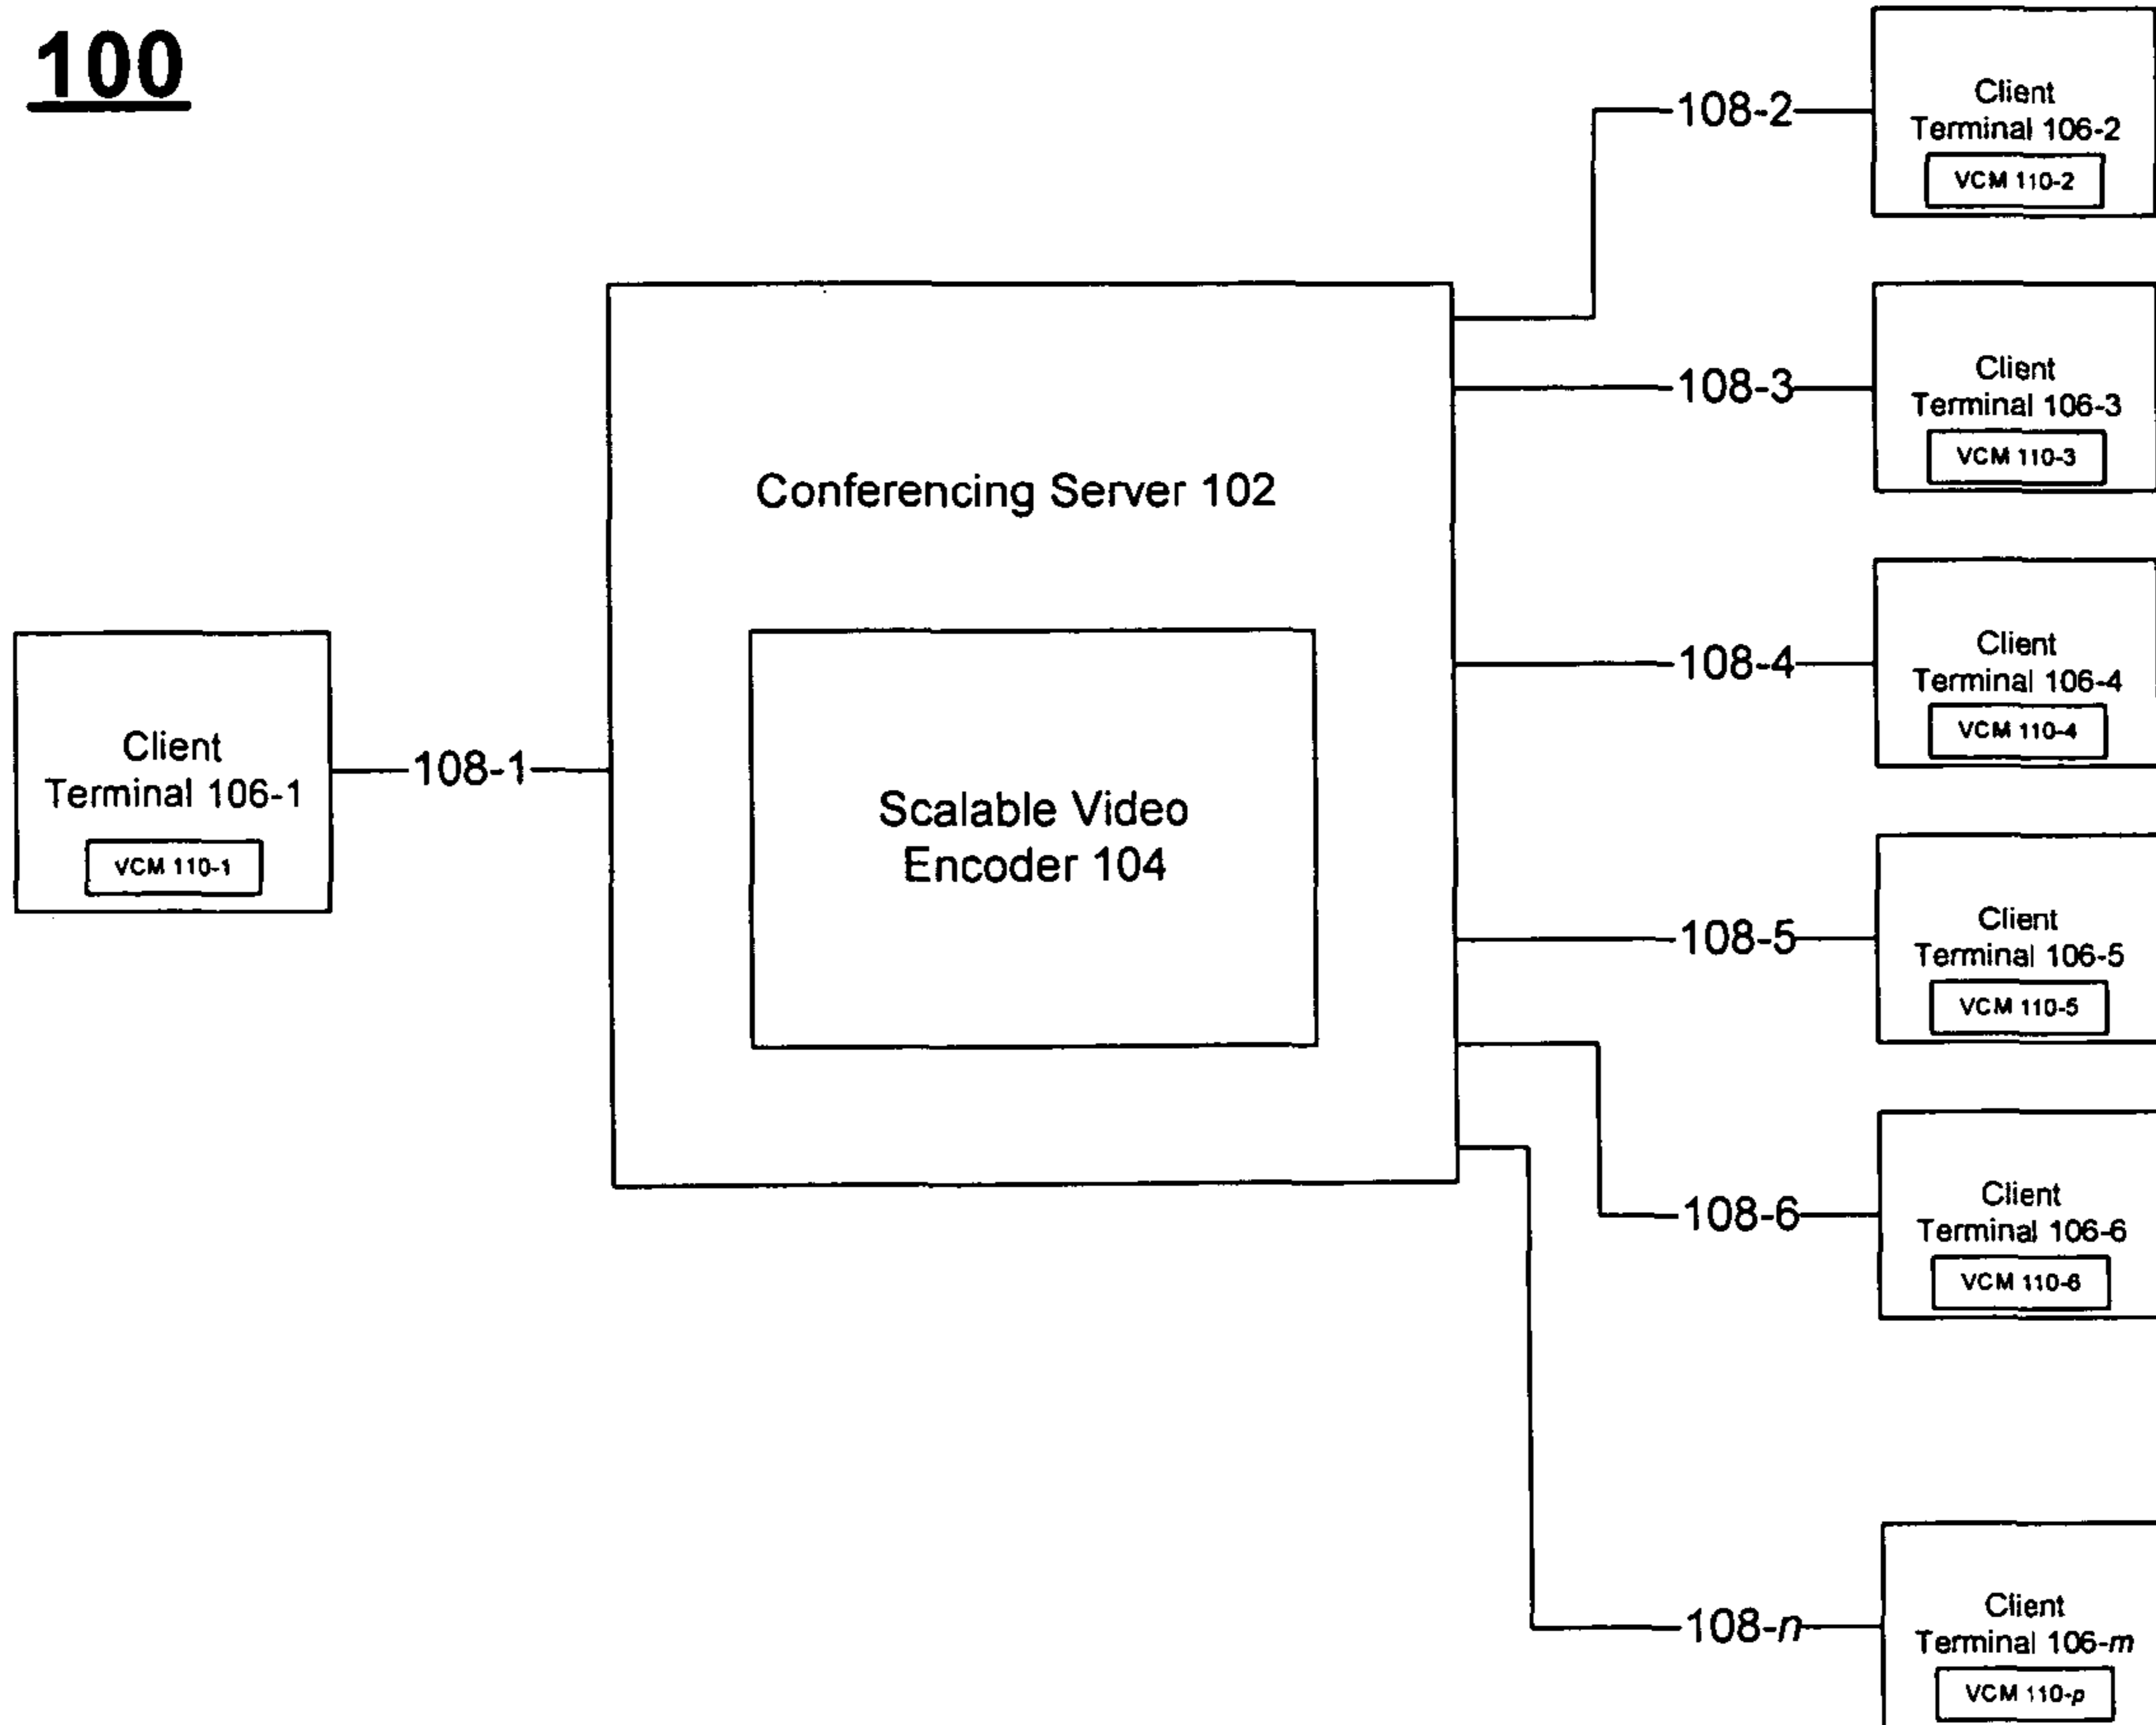 100
108-2
Client
Terminal 106-2
VCM 110-2
108-3
Client
Terminal 106-3
VCM 110-3
Conferencing Server 102
108-4
Client
Terminal 106-4
VCM 110-4
Client
Terminal 106-1
VCM 110-1
108-1
Scalable Video
Encoder 104
108-5
Client
Terminal 106-5
VCM 110-5
108-6
Client
Terminal 106-6
VCM 110-6
108-n
Client
Terminal 106-m
VCM 110-p